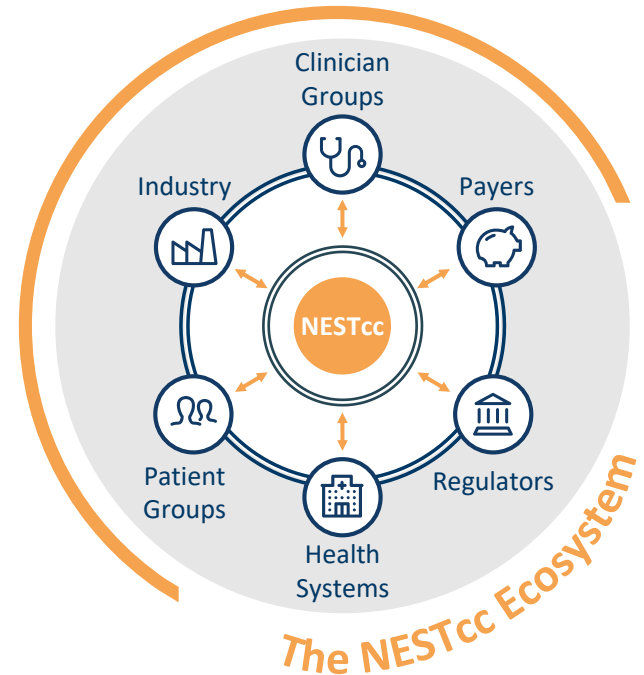 Clinician
Groups
Industry
Payers
NESTcc
Patient
Groups
Regulators
Health
Systems
The NESTcc Ecosystem